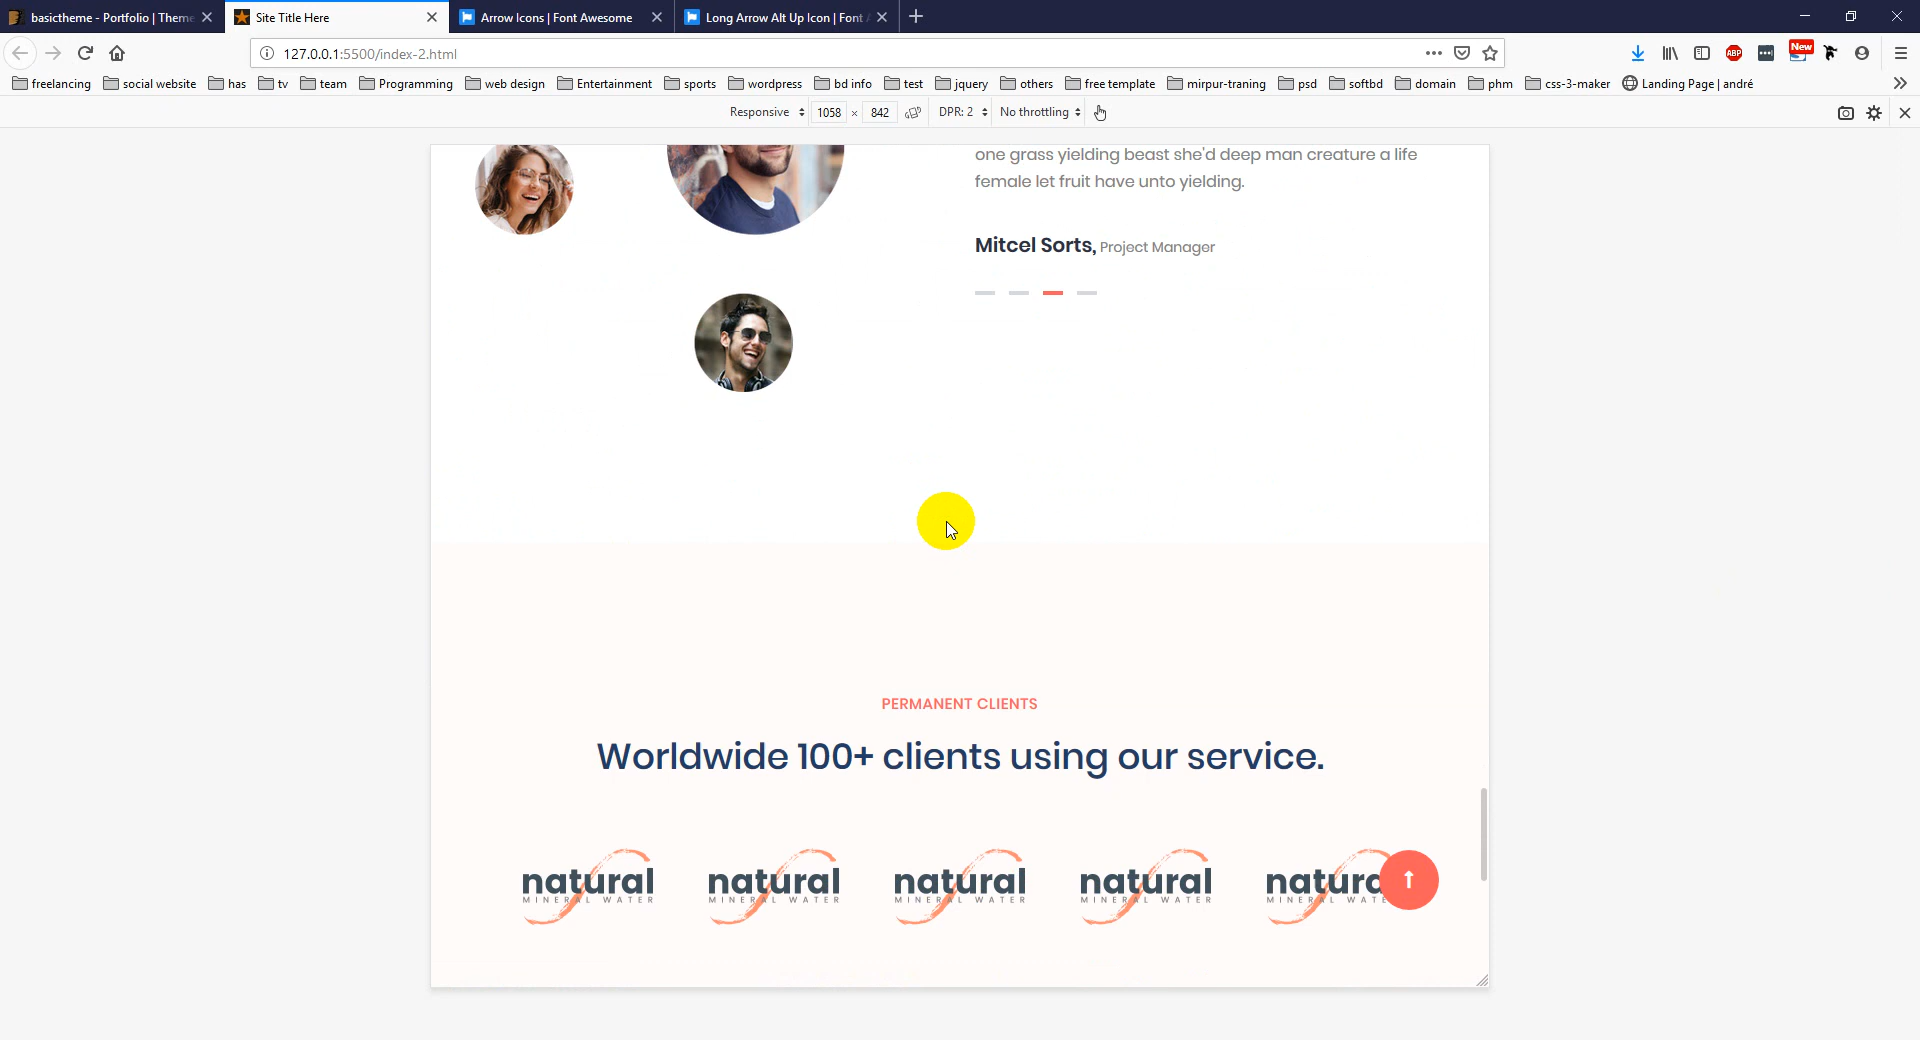 basictheme - Portfolio | Theme
Site Title Here
Arrow Icons | Font Awesome
Long Arrow Alt Up Icon | Font A
127.0.0.1:5500/index-2.html
ABP
New
freelancing
social website
has
tv
team
Programming
web design
Entertainment
sports
wordpress
bd info
test
jquery
others
free template
mirpur-traning
psd
softbd
domain
phm
css-3-maker
Landing Page | andré
Responsive
1058 × 842
DPR: 2
No throttling
one grass yielding beast she'd deep man creature a life
female let fruit have unto yielding.
Mitcel Sorts, Project Manager
PERMANENT CLIENTS
Worldwide 100+ clients using our service.
natural
MINERAL WATER
natural
MINERAL WATER
natural
MINERAL WATER
natural
MINERAL WATER
natura
MINERAL WATE